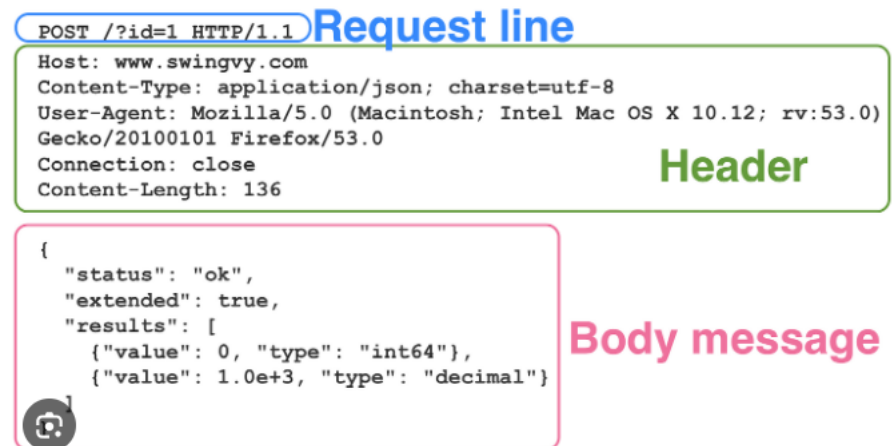 POST /?id=1 HTTP/1.1 Request line
Host: www.swingvy.com
Content-Type: application/json; charset=utf-8
User-Agent: Mozilla/5.0 (Macintosh; Intel Mac OS X 10.12; rv:53.0)
Gecko/20100101 Firefox/53.0
Connection: close
Content-Length: 136
Header
{
"status": "ok",
"extended": true,
"results": [
{"value": 0, "type": "int64"},
{"value": 1.0e+3, "type": "decimal"}
]
Body message